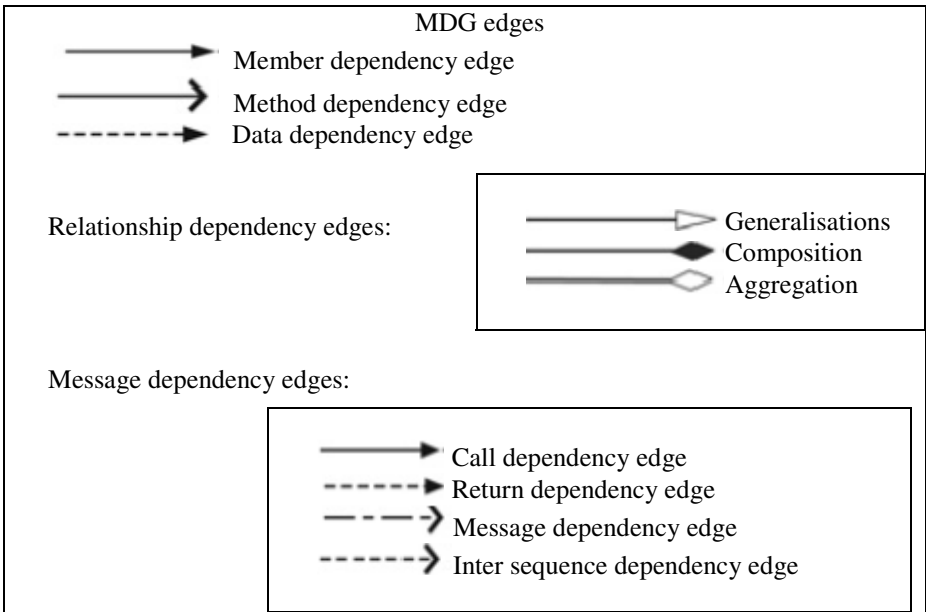 MDG edges
Member dependency edge
Method dependency edge
Data dependency edge
Relationship dependency edges:
Generalisations
Composition
Aggregation
Message dependency edges:
Call dependency edge
Return dependency edge
Message dependency edge
Inter sequence dependency edge